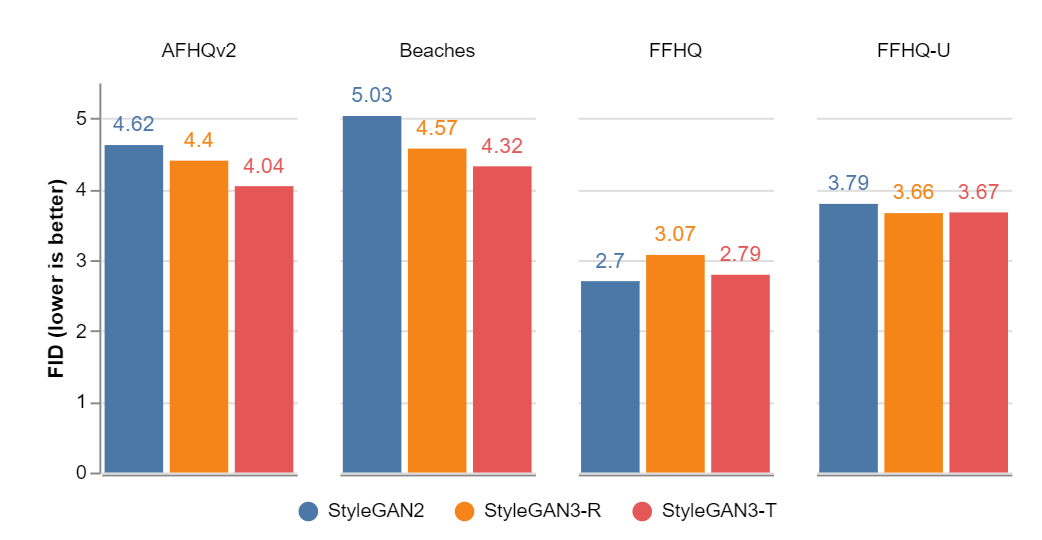 AFHQv2 Beaches FFHQ FFHQ-U
FID (lower is better)
5
4
3
2
1
0
4.62 4.4 4.04
5.03 4.57 4.32
2.7 3.07 2.79
3.79 3.66 3.67
StyleGAN2 StyleGAN3-R StyleGAN3-T